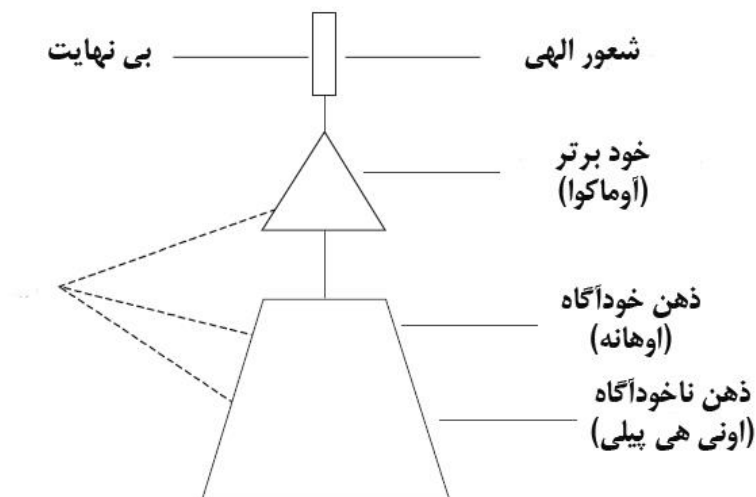 شعور الهی
بی نهایت
خود برتر
(آوماکوا)
ذهن خودآگاه
(اوهانه)
ذهن ناخودآگاه
(اونی هی پیلی)